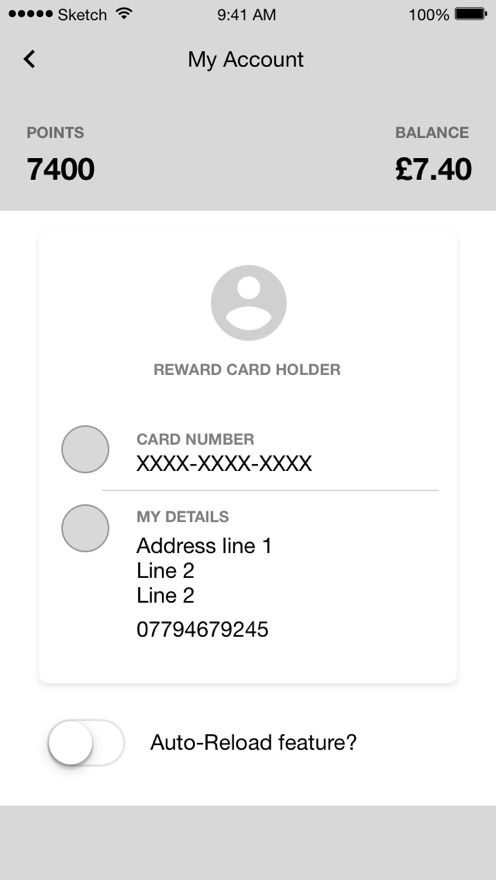 Sketch 9:41 AM 100%
My Account
POINTS BALANCE
7400 £7.40
REWARD CARD HOLDER
CARD NUMBER
XXXX-XXXX-XXXX
MY DETAILS
Address line 1
Line 2
Line 2
07794679245
Auto-Reload feature?